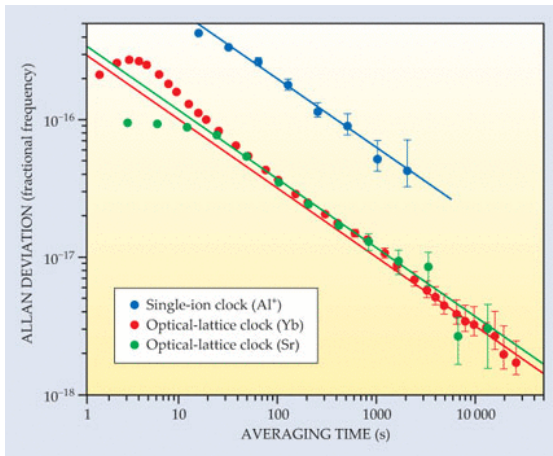 ALLAN DEVIATION (fractional frequency)
10⁻¹⁶
10⁻¹⁷
10⁻¹⁸
Single-ion clock (Al⁺)
Optical-lattice clock (Yb)
Optical-lattice clock (Sr)
1 10 100 1000 10 000
AVERAGING TIME (s)